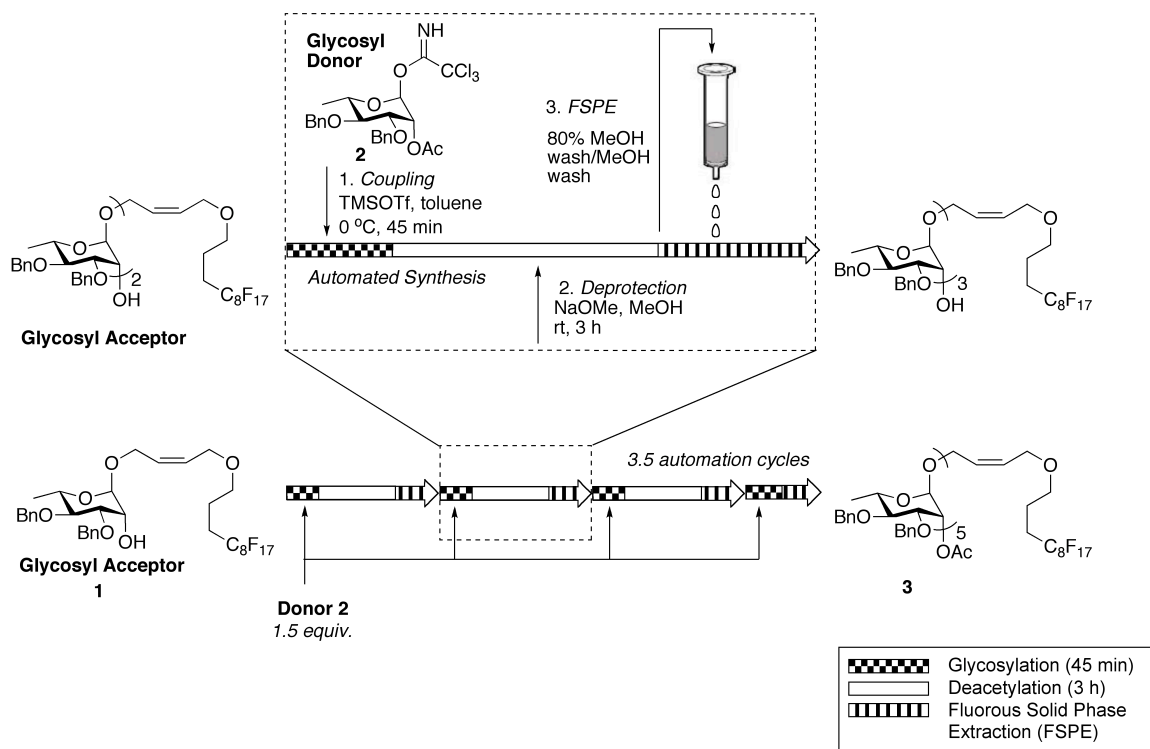 Glycosyl
Donor
NH
O
CCl3
O
BnO
BnO
OAc
2
1. Coupling
TMSOTf, toluene
0 °C, 45 min
3. FSPE
80% MeOH
wash/MeOH
wash
Automated Synthesis
2. Deprotection
NaOMe, MeOH
rt, 3 h
O
O
O
BnO
BnO
O
2
OH
C8F17
Glycosyl Acceptor
O
O
O
BnO
BnO
O
3
OH
C8F17
O
O
O
BnO
BnO
OH
C8F17
Glycosyl Acceptor
1
3.5 automation cycles
Donor 2
1.5 equiv.
O
O
O
BnO
BnO
O
5
OAc
C8F17
3
Glycosylation (45 min)
Deacetylation (3 h)
Fluorous Solid Phase
Extraction (FSPE)